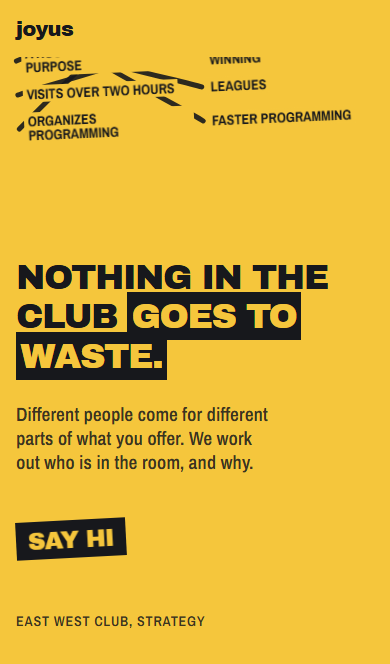 joyus
PURPOSE
WINNING
VISITS OVER TWO HOURS
LEAGUES
ORGANIZES
PROGRAMMING
FASTER PROGRAMMING
NOTHING IN THE
CLUB GOES TO
WASTE.
Different people come for different
parts of what you offer. We work
out who is in the room, and why.
SAY HI
EAST WEST CLUB, STRATEGY